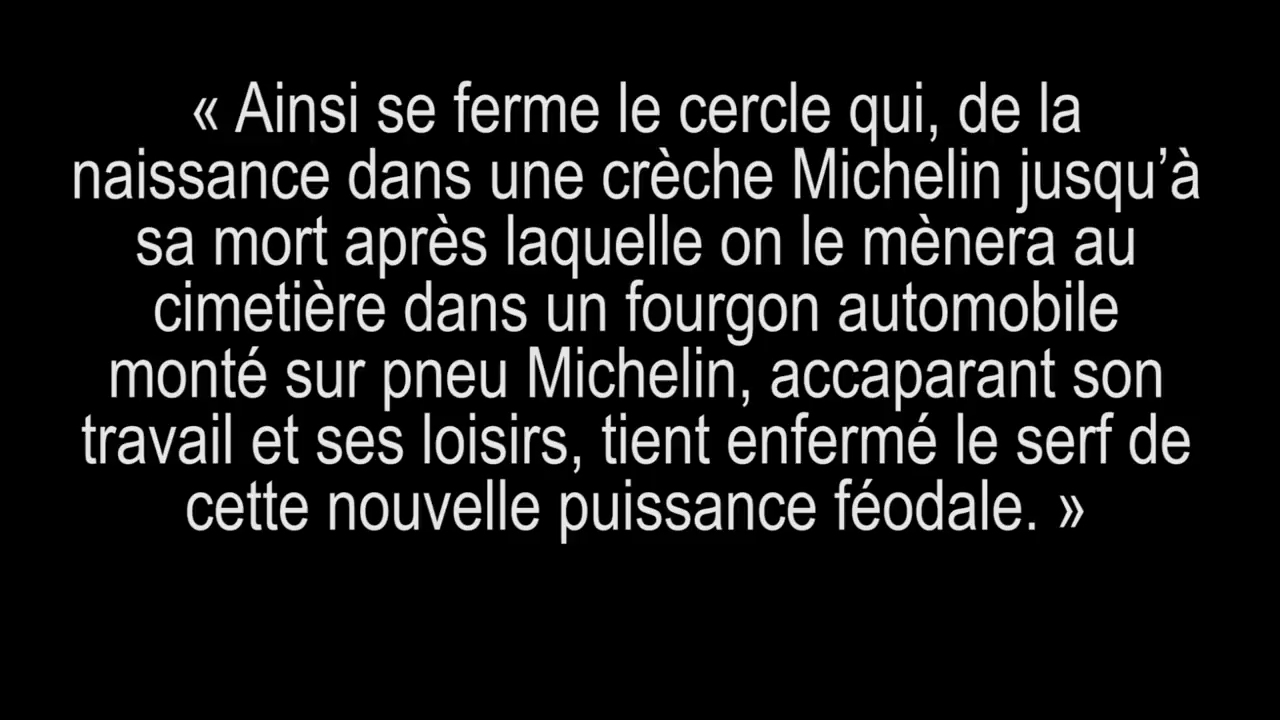 « Ainsi se ferme le cercle qui, de la
naissance dans une crèche Michelin jusqu’à
sa mort après laquelle on le mènera au
cimetière dans un fourgon automobile
monté sur pneu Michelin, accaparant son
travail et ses loisirs, tient enfermé le serf de
cette nouvelle puissance féodale. »